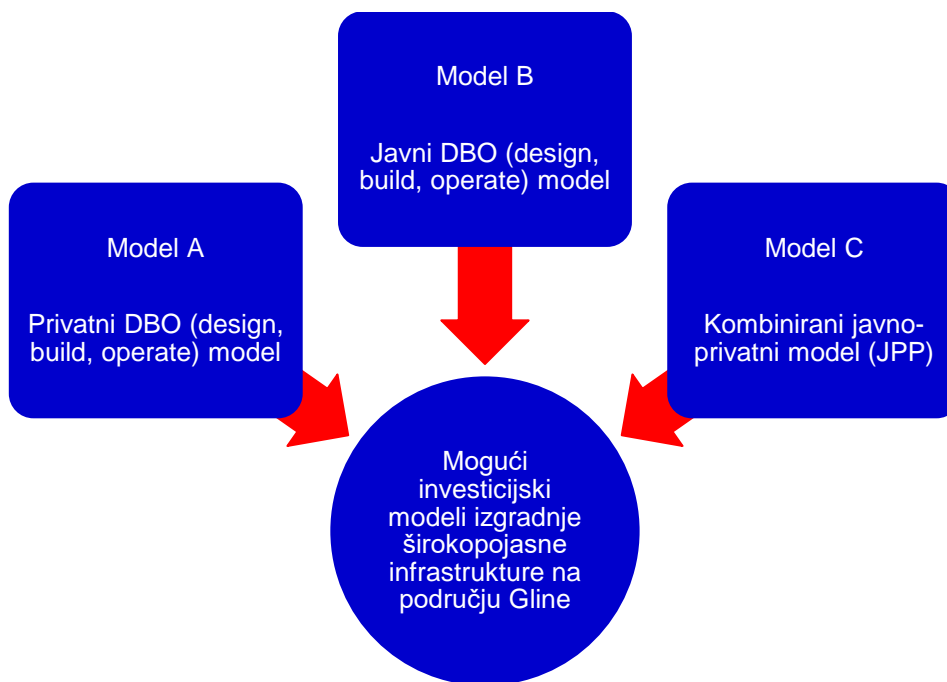 Model B
Javni DBO (design,
build, operate) model
Model A
Privatni DBO (design,
build, operate) model
Model C
Kombinirani javno-
privatni model (JPP)
Mogući
investicijski
modeli izgradnje
širokopojasne
infrastrukture na
području Gline